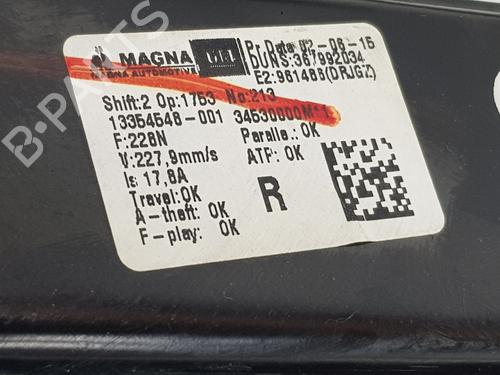 MAGNA GM Pr.Date 02-06-15
MAGNA AUTOMOTIVE DUNS:367992034
E2:961488(DRJGZ)
Shift:2 Op:1753 No:213
13354548-001 34530000M*1
F:228N Paralle.:OK
V:227,9mm/s ATP: OK
Is:17,8A
Travel:OK R
A-theft: OK
F-play: OK
B-PARTS